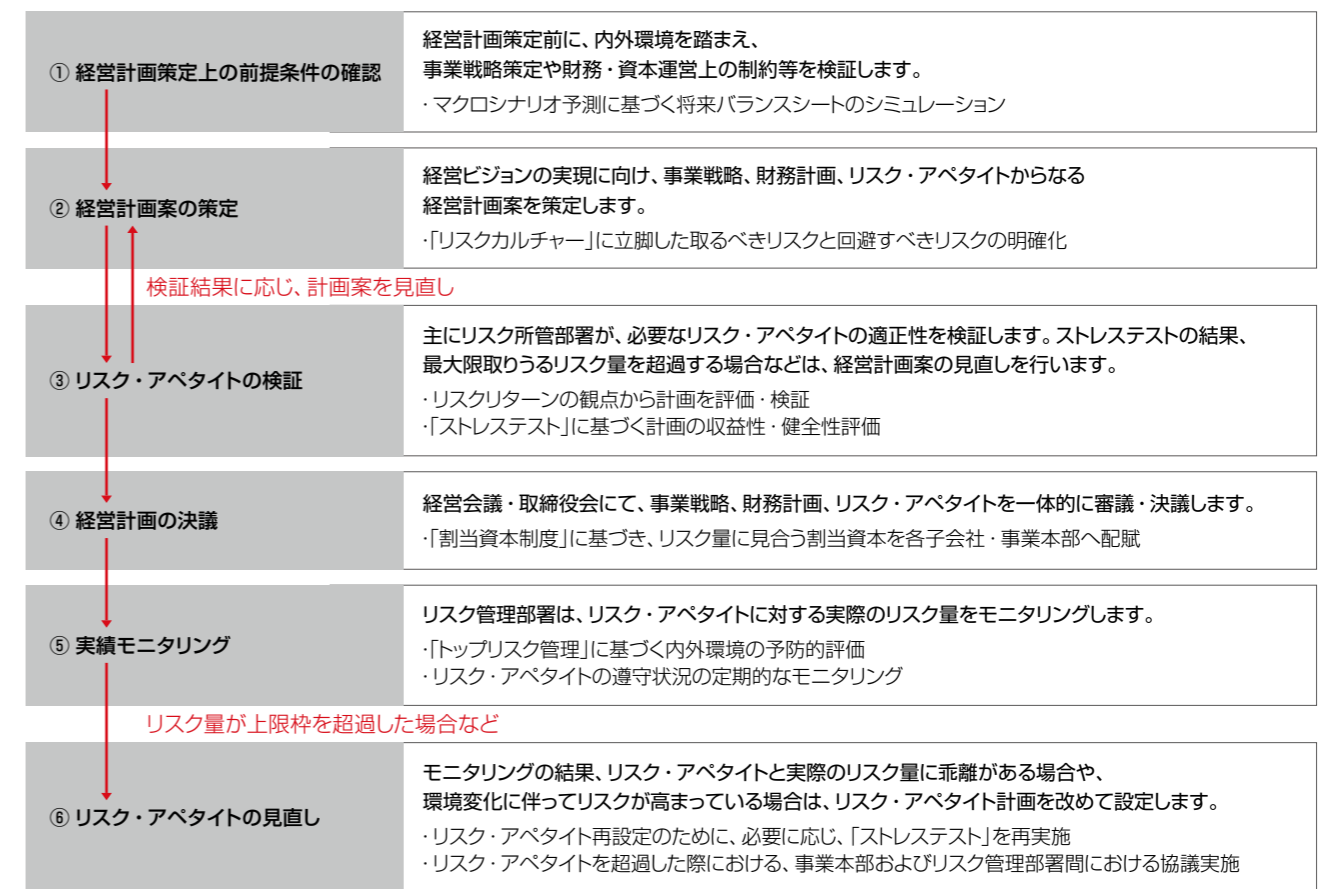 ① 経営計画策定上の前提条件の確認
経営計画策定前に、内外環境を踏まえ、
事業戦略策定や財務・資本運営上の制約等を検証します。
・マクロシナリオ予測に基づく将来バランスシートのシミュレーション
② 経営計画案の策定
経営ビジョンの実現に向け、事業戦略、財務計画、リスク・アペタイトからなる
経営計画案を策定します。
・「リスクカルチャー」に立脚した取るべきリスクと回避すべきリスクの明確化
検証結果に応じ、計画案を見直し
③ リスク・アペタイトの検証
主にリスク所管部署が、必要なリスク・アペタイトの適正性を検証します。ストレステストの結果、
最大限取りうるリスク量を超過する場合などは、経営計画案の見直しを行います。
・リスクリターンの観点から計画を評価・検証
・「ストレステスト」に基づく計画の収益性・健全性評価
④ 経営計画の決議
経営会議・取締役会にて、事業戦略、財務計画、リスク・アペタイトを一体的に審議・決議します。
・「割当資本制度」に基づき、リスク量に見合う割当資本を各子会社・事業本部へ配賦
⑤ 実績モニタリング
リスク管理部署は、リスク・アペタイトに対する実際のリスク量をモニタリングします。
・「トップリスク管理」に基づく内外環境の予防的評価
・リスク・アペタイトの遵守状況の定期的なモニタリング
リスク量が上限枠を超過した場合など
⑥ リスク・アペタイトの見直し
モニタリングの結果、リスク・アペタイトと実際のリスク量に乖離がある場合や、
環境変化に伴ってリスクが高まっている場合は、リスク・アペタイト計画を改めて設定します。
・リスク・アペタイト再設定のために、必要に応じ、「ストレステスト」を再実施
・リスク・アペタイトを超過した際における、事業本部およびリスク管理部署間における協議実施